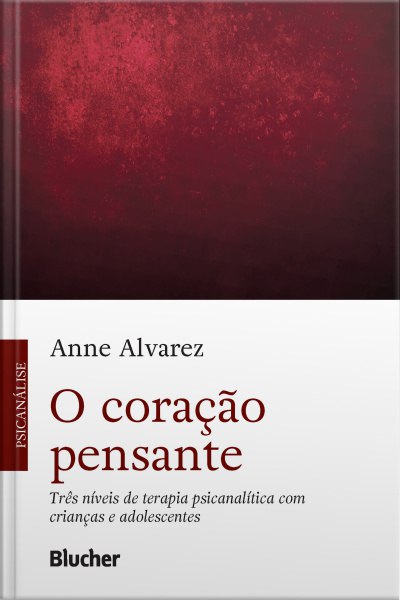 Anne Alvarez
O coração
pensante
Três níveis de terapia psicanalítica com
crianças e adolescentes
PSICANÁLISE
Blucher